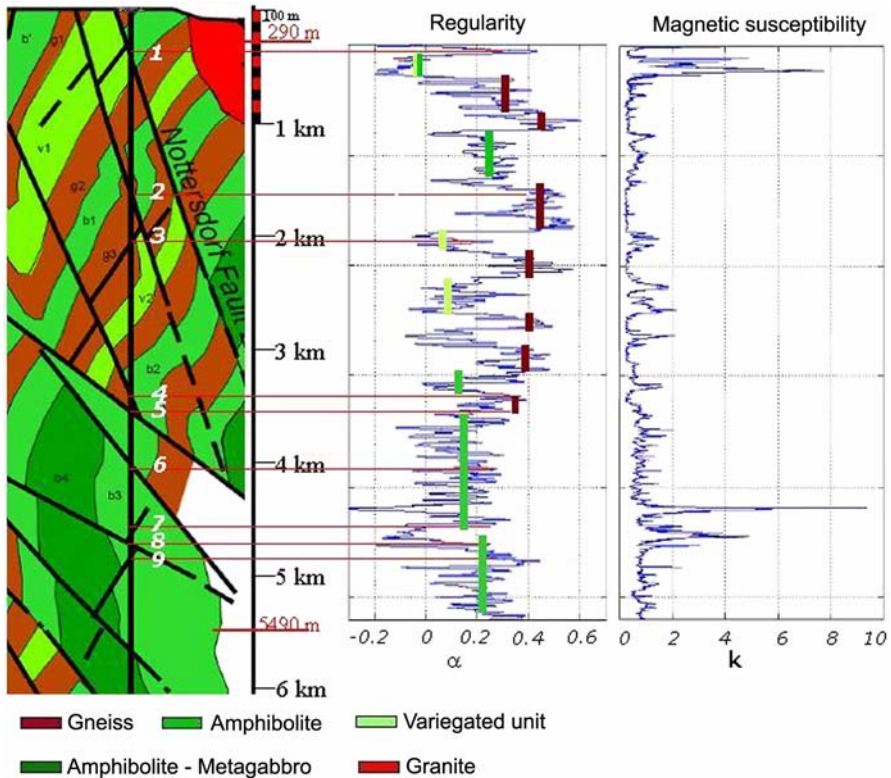 Regularity
Magnetic susceptibility
100 m
290 m
b'
g1
1
1 km
v1
g2
b1
2
Nottersdorf Fault
3
2 km
g3
v2
3 km
b2
4
5
6
4 km
b4
b3
7
8
9
5 km
5490 m
6 km
-0.2 0 0.2 0.4 0.6
α
0 2 4 6 8 10
k
Gneiss
Amphibolite
Variegated unit
Amphibolite - Metagabbro
Granite